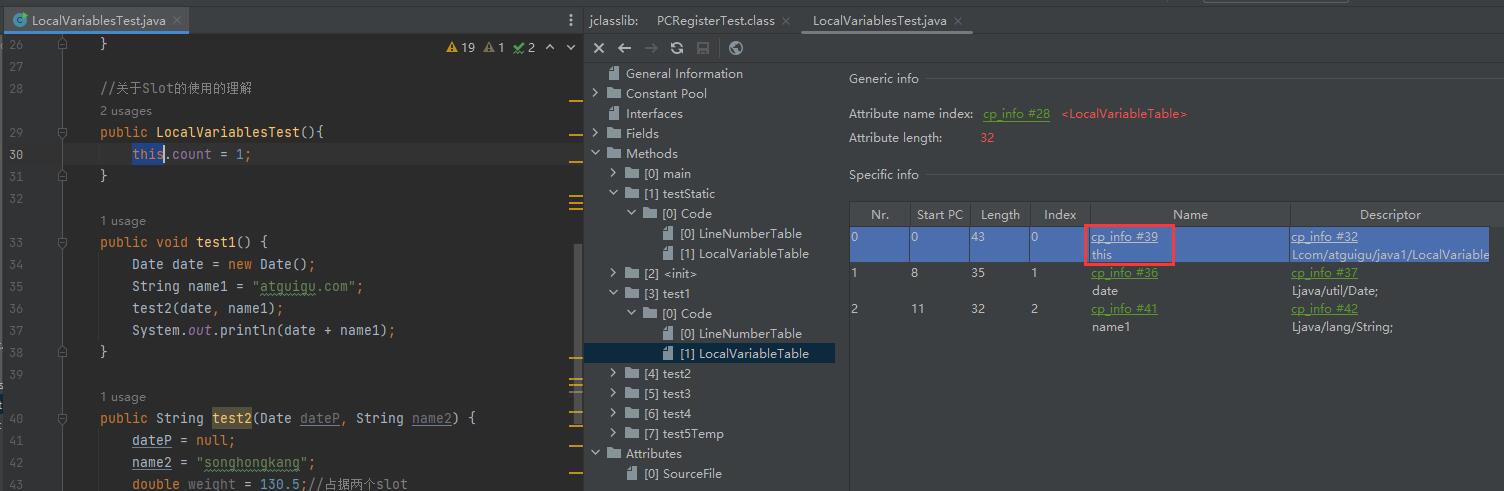 LocalVariablesTest.java
26 }
19 1 2
27
28 //关于Slot的使用的理解
2 usages
29 public LocalVariablesTest(){
30 this.count = 1;
31 }
32
1 usage
33 public void test1() {
34 Date date = new Date();
35 String name1 = "atguigu.com";
36 test2(date, name1);
37 System.out.println(date + name1);
38 }
39
1 usage
40 public String test2(Date dateP, String name2) {
41 dateP = null;
42 name2 = "songhongkang";
43 double weight = 130.5;//占据两个slot
jclasslib: PCRegisterTest.class LocalVariablesTest.java
General Information
Constant Pool
Interfaces
Fields
Methods
[0] main
[1] testStatic
[0] Code
[0] LineNumberTable
[1] LocalVariableTable
[2] <init>
[3] test1
[0] Code
[0] LineNumberTable
[1] LocalVariableTable
[4] test2
[5] test3
[6] test4
[7] test5Temp
Attributes
[0] SourceFile
Generic info
Attribute name index: cp_info #28 <LocalVariableTable>
Attribute length: 32
Specific info
Nr. Start PC Length Index Name Descriptor
0 0 43 0 cp_info #39 cp_info #32
this Lcom/atguigu/java1/LocalVariable
1 8 35 1 cp_info #36 cp_info #37
date Ljava/util/Date;
2 11 32 2 cp_info #41 cp_info #42
name1 Ljava/lang/String;